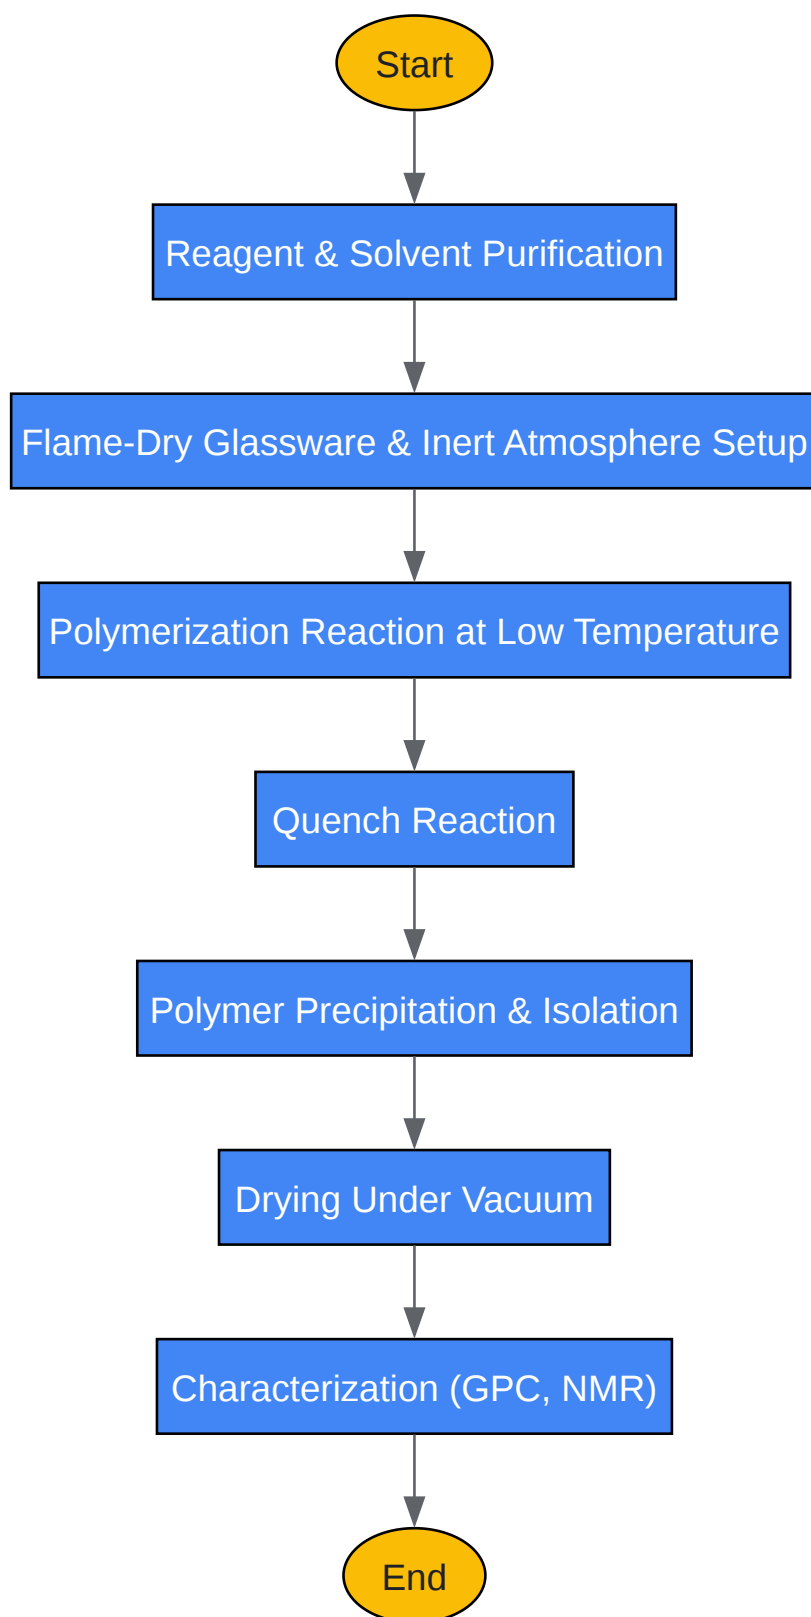 Start
Reagent & Solvent Purification
Flame-Dry Glassware & Inert Atmosphere Setup
Polymerization Reaction at Low Temperature
Quench Reaction
Polymer Precipitation & Isolation
Drying Under Vacuum
Characterization (GPC, NMR)
End